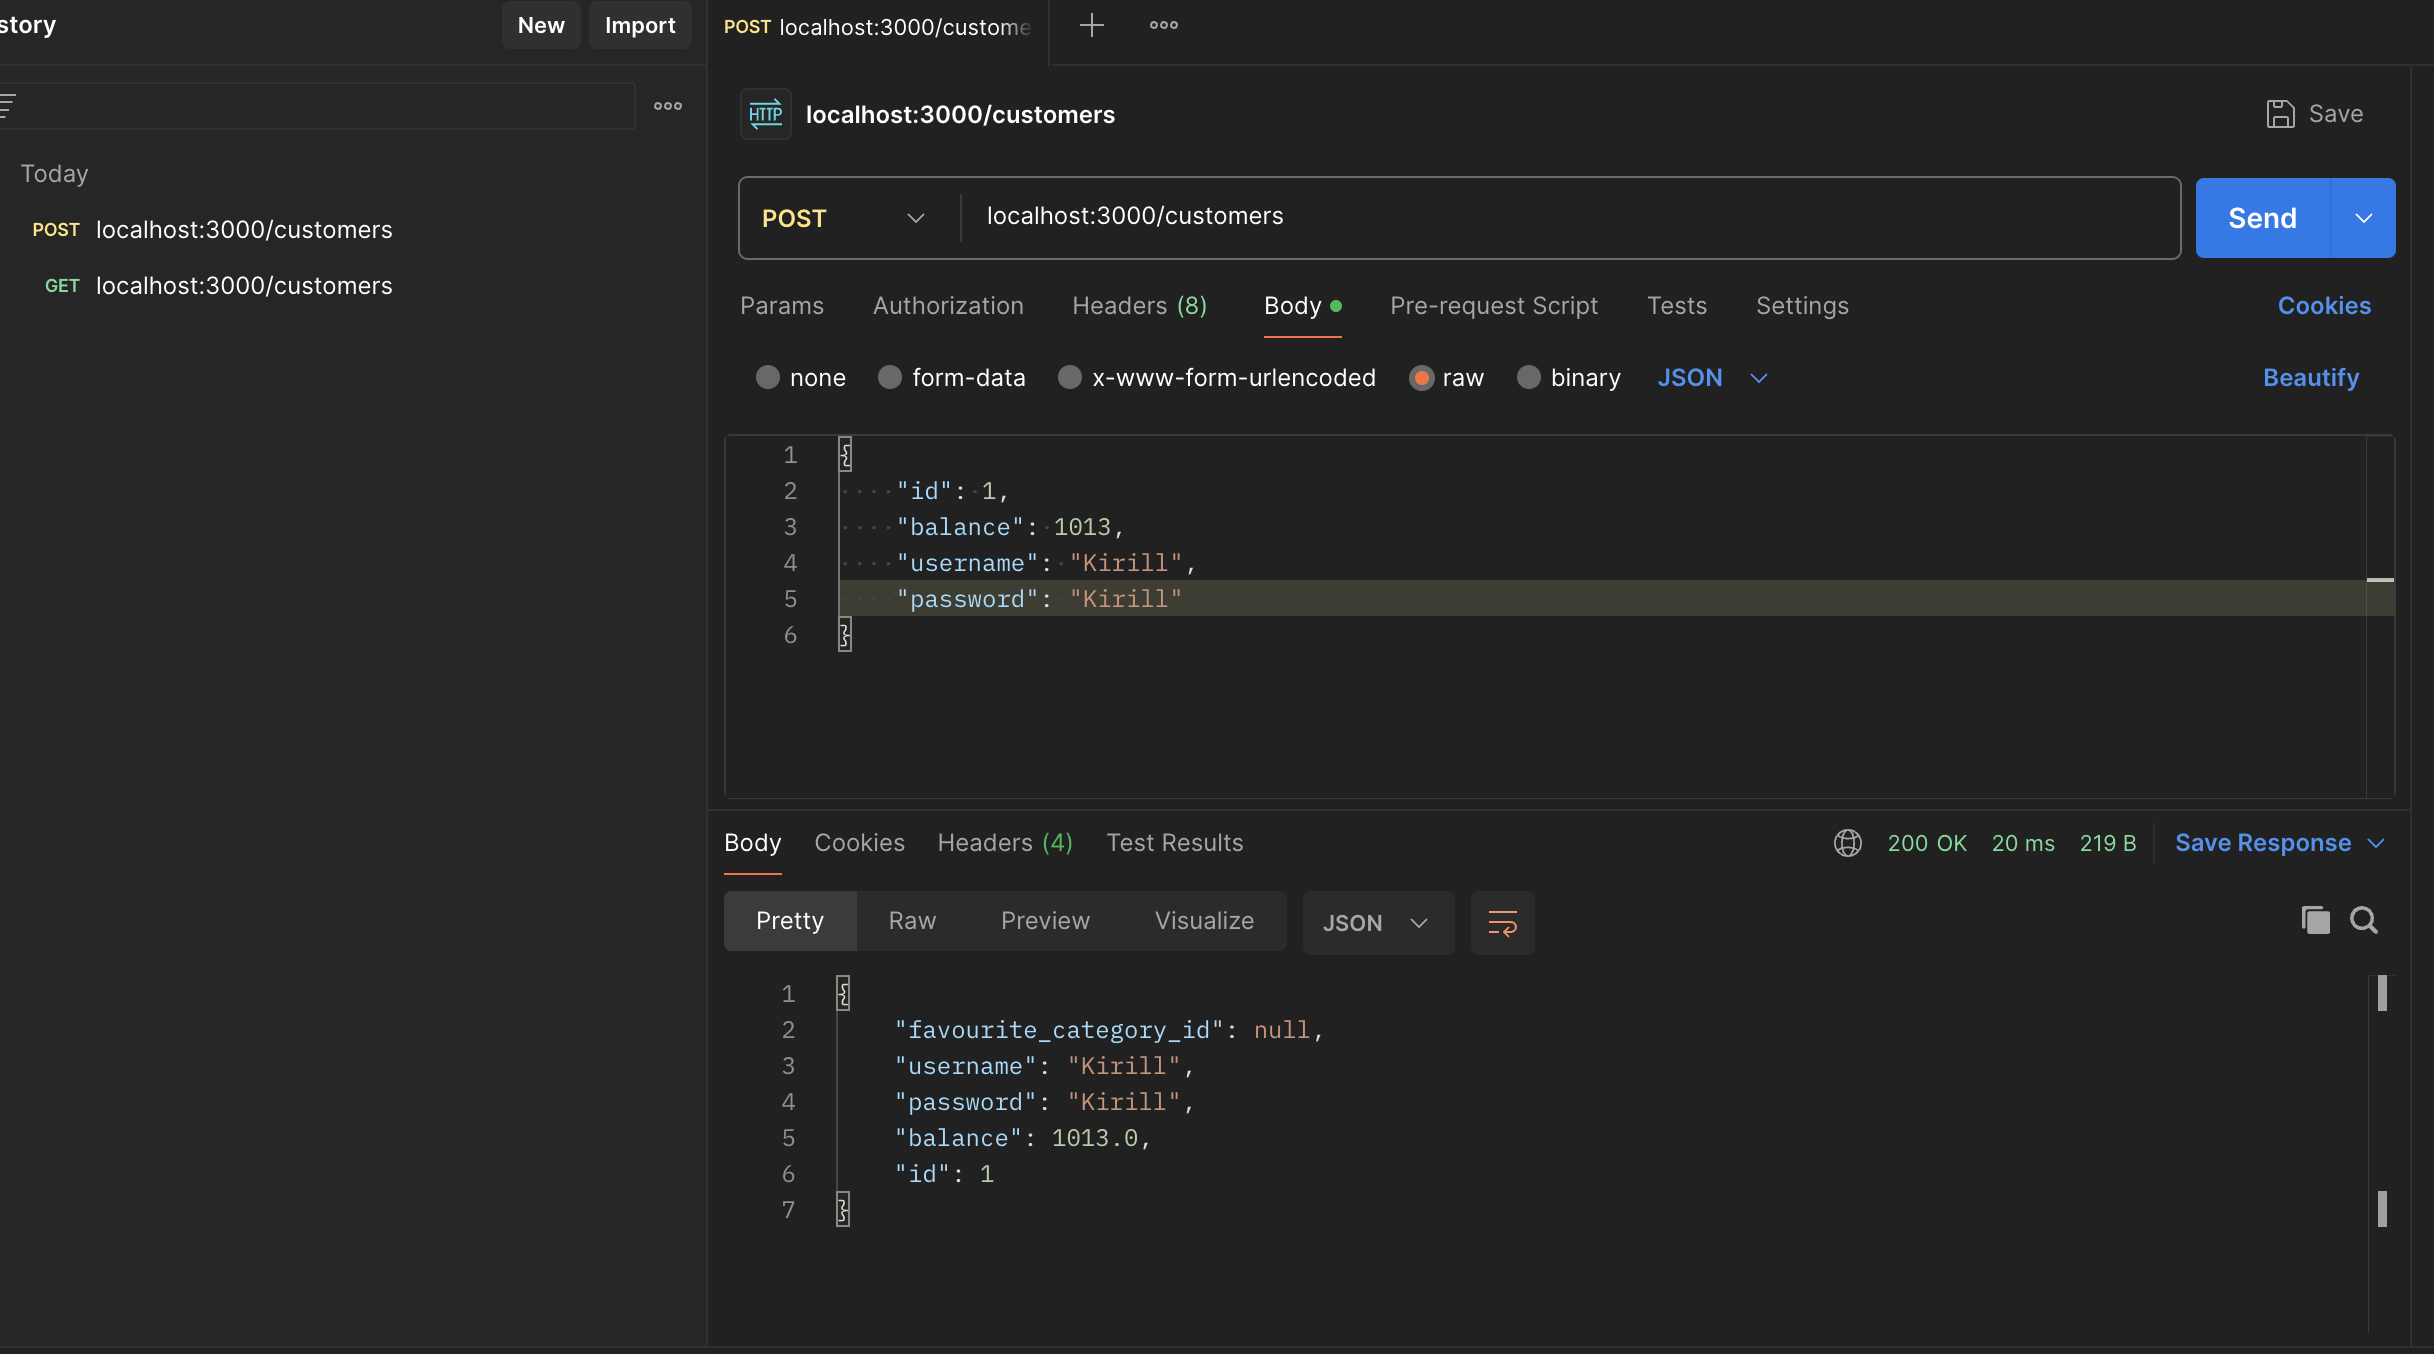 story
New
Import
Today
POST localhost:3000/customers
GET localhost:3000/customers
POST localhost:3000/custome
HTTP localhost:3000/customers
Save
POST
localhost:3000/customers
Send
Params Authorization Headers (8) Body Pre-request Script Tests Settings Cookies
none form-data x-www-form-urlencoded raw binary JSON Beautify
1 {
2 "id": 1,
3 "balance": 1013,
4 "username": "Kirill",
5 "password": "Kirill"
6 }
Body Cookies Headers (4) Test Results 200 OK 20 ms 219 B Save Response
Pretty Raw Preview Visualize JSON
1 {
2 "favourite_category_id": null,
3 "username": "Kirill",
4 "password": "Kirill",
5 "balance": 1013.0,
6 "id": 1
7 }